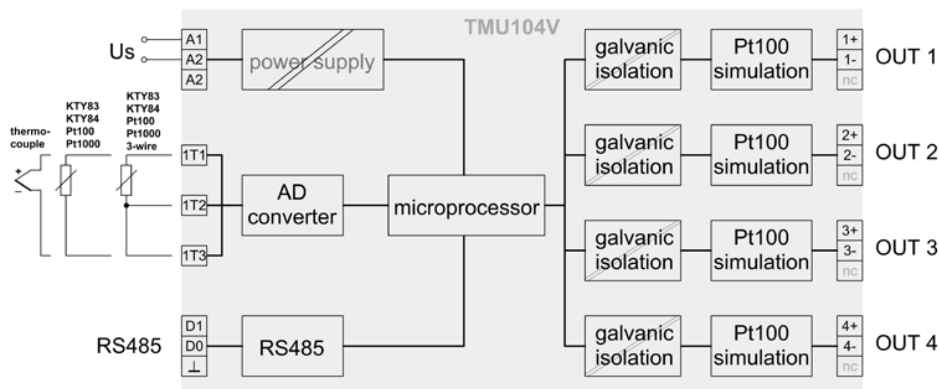 TMU104V
Us
A1
A2
A2
power supply
thermo-
couple
+
–
KTY83
KTY84
Pt100
Pt1000
KTY83
KTY84
Pt100
Pt1000
3-wire
1T1
1T2
1T3
AD
converter
microprocessor
RS485
D1
D0
⊥
RS485
galvanic
isolation
Pt100
simulation
1+
1-
nc
OUT 1
galvanic
isolation
Pt100
simulation
2+
2-
nc
OUT 2
galvanic
isolation
Pt100
simulation
3+
3-
nc
OUT 3
galvanic
isolation
Pt100
simulation
4+
4-
nc
OUT 4